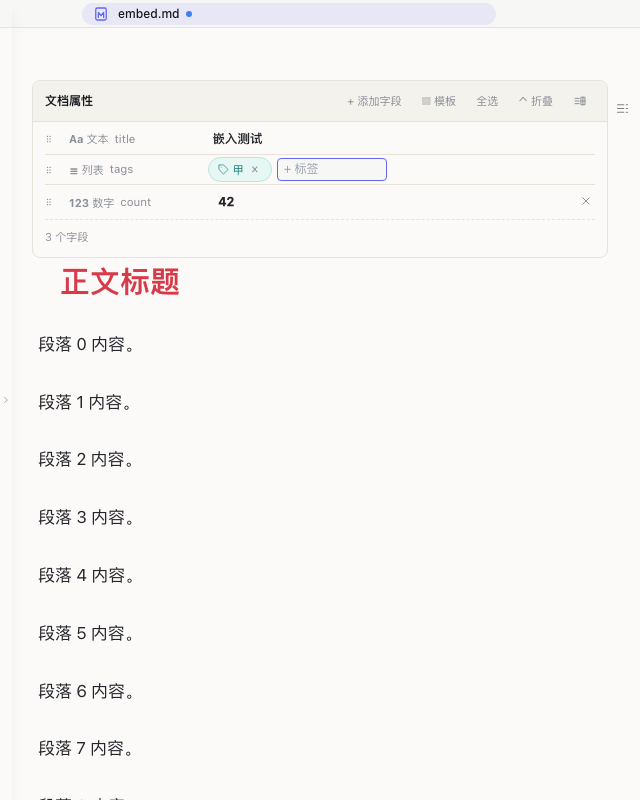 embed.md
文档属性 + 添加字段 模板 全选 折叠
Aa 文本 title 嵌入测试
列表 tags 甲 × + 标签
123 数字 count 42 ×
3 个字段
正文标题
段落 0 内容。
段落 1 内容。
段落 2 内容。
段落 3 内容。
段落 4 内容。
段落 5 内容。
段落 6 内容。
段落 7 内容。